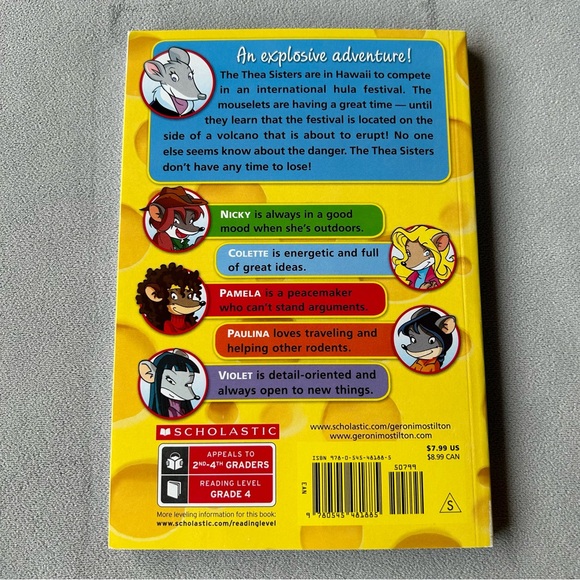 An explosive adventure!
The Thea Sisters are in Hawaii to compete
in an international hula festival. The
mouselets are having a great time — until
they learn that the festival is located on the
side of a volcano that is about to erupt! No one
else seems know about the danger. The Thea Sisters
don't have any time to lose!
NICKY is always in a good
mood when she's outdoors.
COLETTE is energetic and full
of great ideas.
PAMELA is a peacemaker
who can't stand arguments.
PAULINA loves traveling and
helping other rodents.
VIOLET is detail-oriented and
always open to new things.
SCHOLASTIC
APPEALS TO
2ND–4TH GRADERS
READING LEVEL
GRADE 4
More leveling information for this book:
www.scholastic.com/readinglevel
www.scholastic.com/geronimostilton
www.geronimostilton.com
$7.99 US
$8.99 CAN
ISBN 978-0-545-48188-5
50799
EAN
9 780545 481885
S